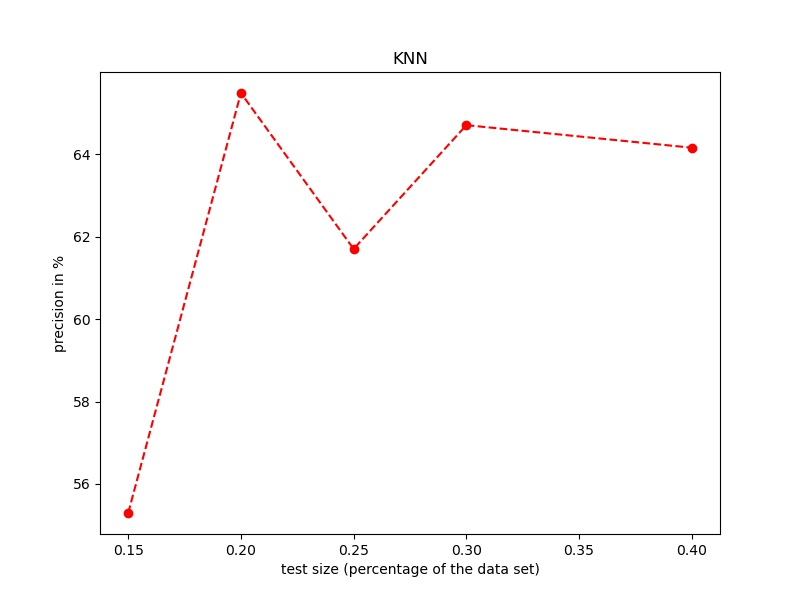 KNN
precision in %
64
62
60
58
56
0.15 0.20 0.25 0.30 0.35 0.40
test size (percentage of the data set)